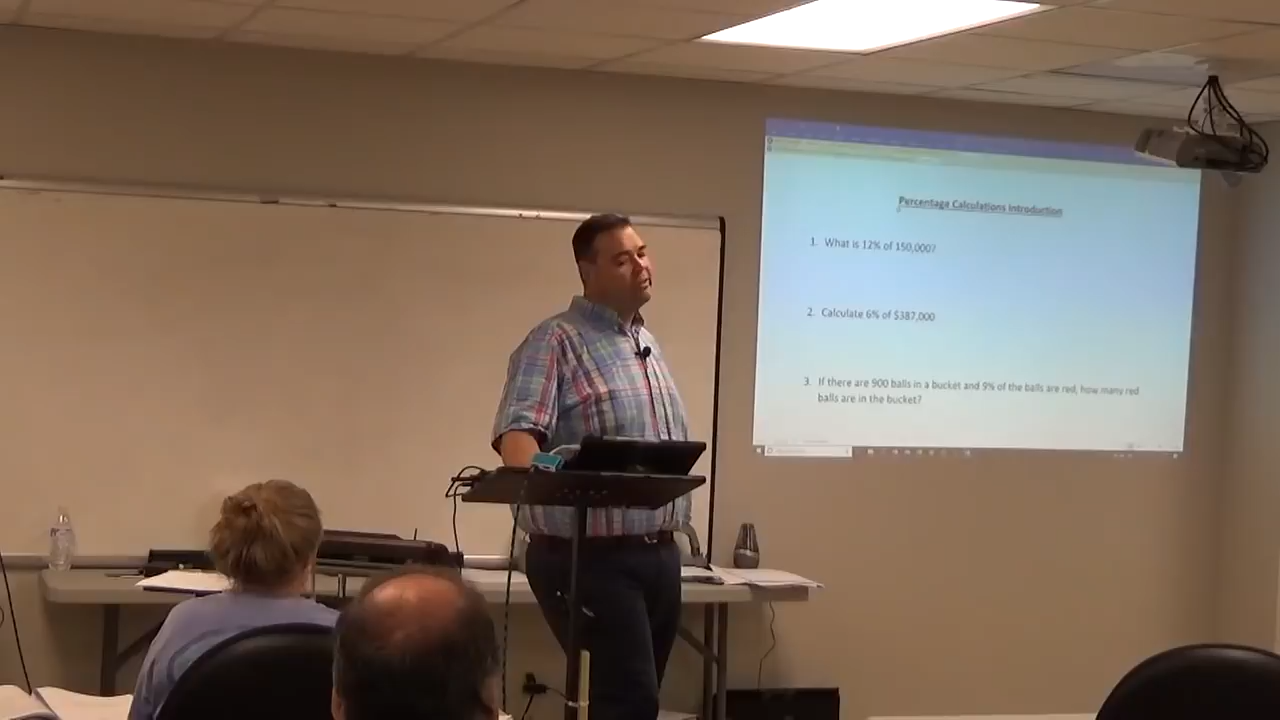 Percentage Calculations Introduction
1. What is 12% of 150,000?
2. Calculate 6% of $387,000
3. If there are 900 balls in a bucket and 9% of the balls are red, how many red
balls are in the bucket?